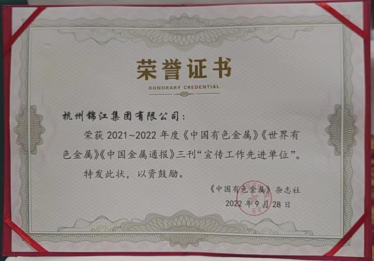 荣誉证书
HONORARY CREDENTIAL
杭州锦江集团有限公司：
荣获2021~2022年度《中国有色金属》《世界有
色金属》《中国金属通报》三刊“宣传工作先进单位”。
特发此状，以资鼓励。
《中国有色金属》杂志社
2022年9月28日